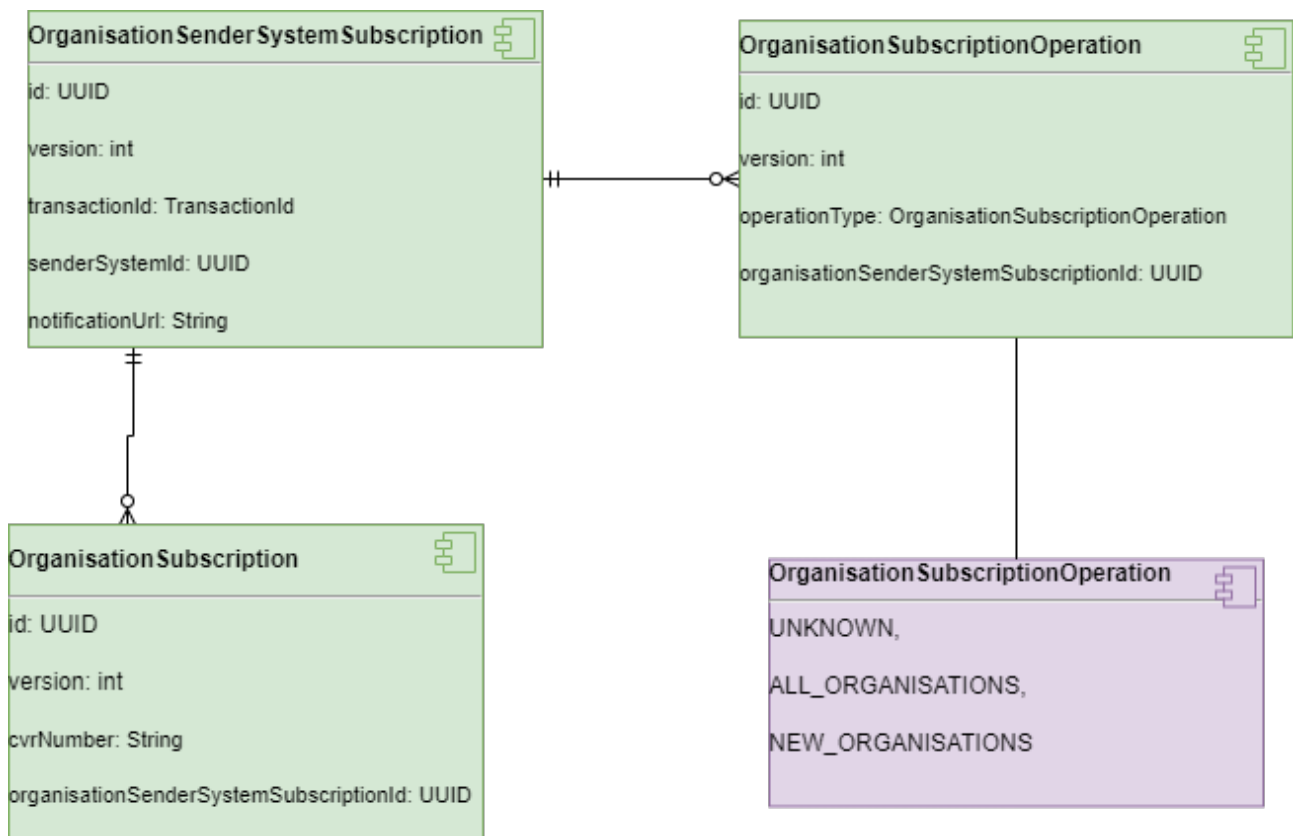 OrganisationSenderSystemSubscription
id: UUID
version: int
transactionId: TransactionId
senderSystemId: UUID
notificationUrl: String
OrganisationSubscriptionOperation
id: UUID
version: int
operationType: OrganisationSubscriptionOperation
organisationSenderSystemSubscriptionId: UUID
OrganisationSubscription
id: UUID
version: int
cvrNumber: String
organisationSenderSystemSubscriptionId: UUID
OrganisationSubscriptionOperation
UNKNOWN,
ALL_ORGANISATIONS,
NEW_ORGANISATIONS